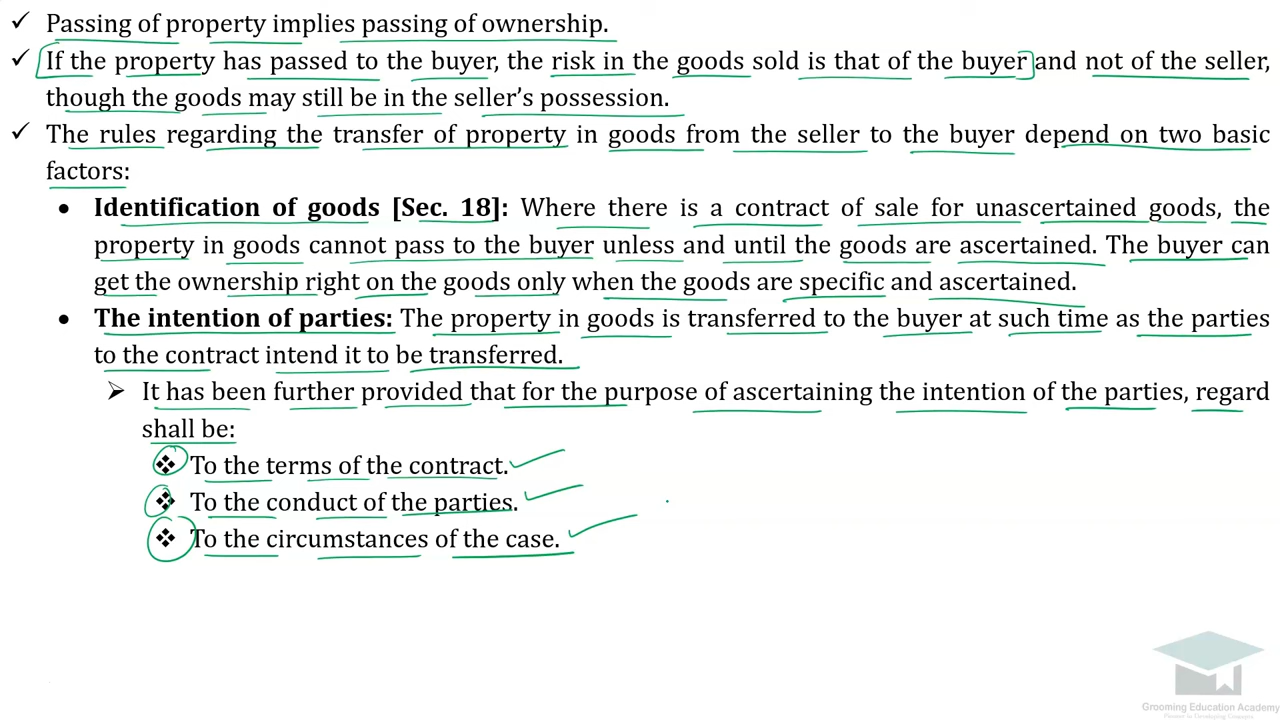 ✓ Passing of property implies passing of ownership.
✓ If the property has passed to the buyer, the risk in the goods sold is that of the buyer and not of the seller,
though the goods may still be in the seller's possession.
✓ The rules regarding the transfer of property in goods from the seller to the buyer depend on two basic
factors:
• Identification of goods [Sec. 18]: Where there is a contract of sale for unascertained goods, the
property in goods cannot pass to the buyer unless and until the goods are ascertained. The buyer can
get the ownership right on the goods only when the goods are specific and ascertained.
• The intention of parties: The property in goods is transferred to the buyer at such time as the parties
to the contract intend it to be transferred.
➢ It has been further provided that for the purpose of ascertaining the intention of the parties, regard
shall be:
❖ To the terms of the contract.
❖ To the conduct of the parties.
❖ To the circumstances of the case.
Grooming Education Academy